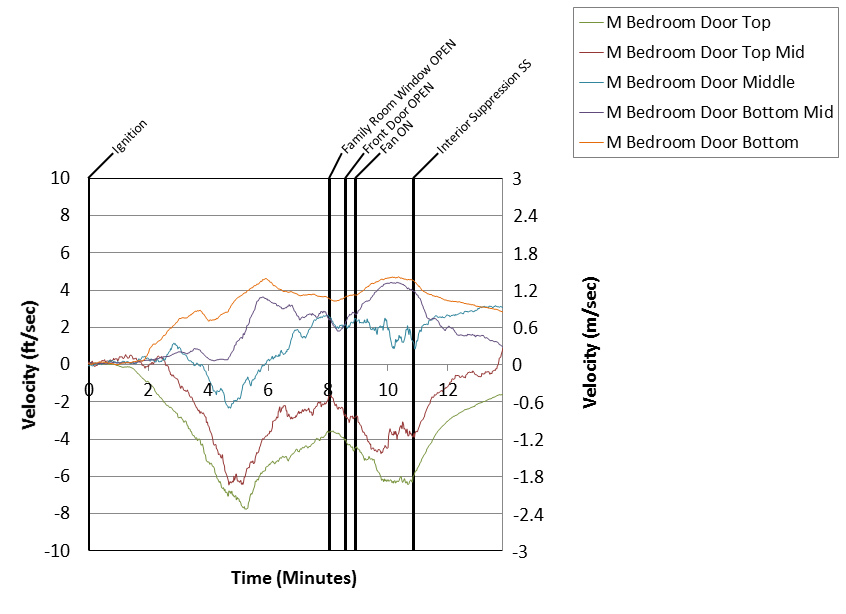 M Bedroom Door Top
M Bedroom Door Top Mid
M Bedroom Door Middle
M Bedroom Door Bottom Mid
M Bedroom Door Bottom
Ignition
Family Room Window OPEN
Front Door OPEN
Fan ON
Interior Suppression SS
10
8
6
4
2
0
-2
-4
-6
-8
-10
Velocity (ft/sec)
0 2 4 6 8 10 12
3
2.4
1.8
1.2
0.6
0
-0.6
-1.2
-1.8
-2.4
-3
Velocity (m/sec)
Time (Minutes)